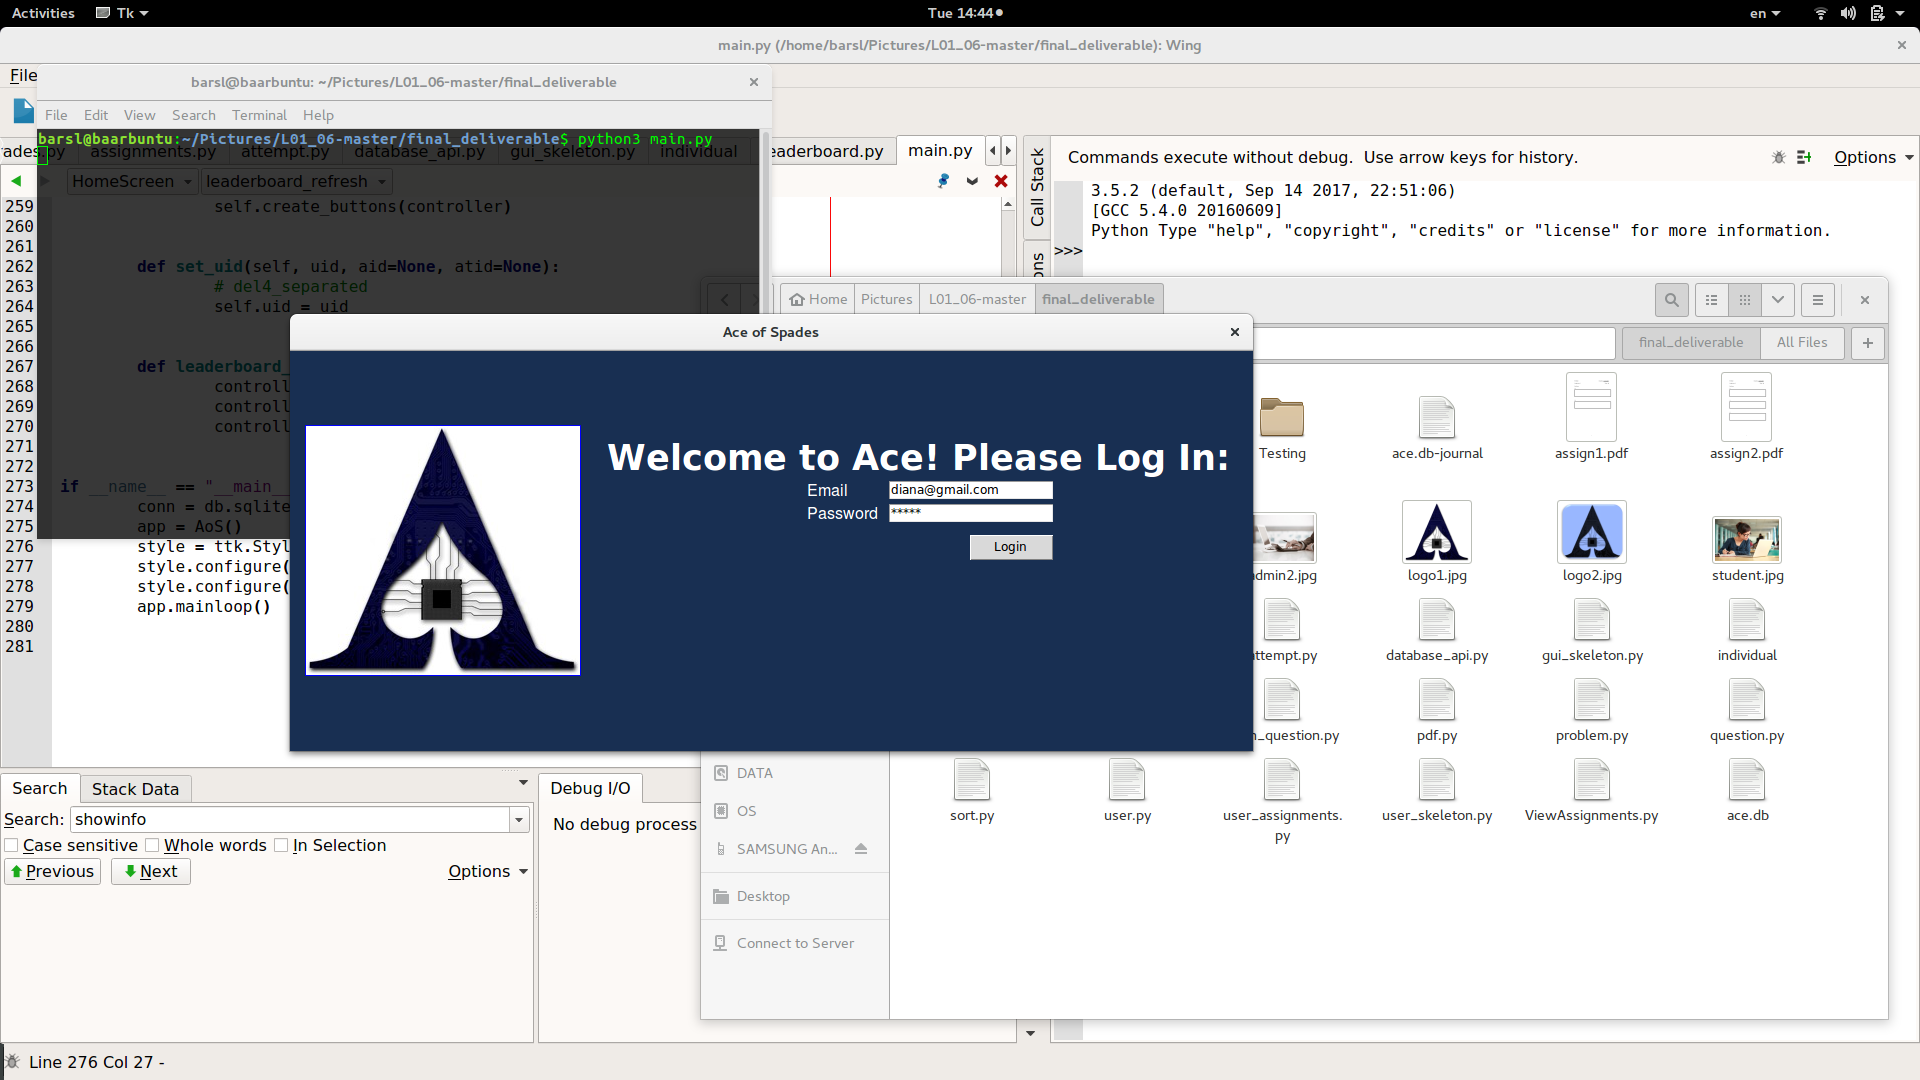 Activities
Tk
Tue 14:44
en
main.py (/home/barsl/Pictures/L01_06-master/final_deliverable): Wing
File
barsl@baarbuntu: ~/Pictures/L01_06-master/final_deliverable
File Edit View Search Terminal Help
barsl@baarbuntu:~/Pictures/L01_06-master/final_deliverable$ python3 main.py
rades.py assignments.py attempt.py database_api.py gui_skeleton.py individual eaderboard.py main.py
HomeScreen leaderboard_refresh
259 self.create_buttons(controller)
260
261
262 def set_uid(self, uid, aid=None, atid=None):
263 # del4_separated
264 self.uid = uid
265
266
267 def leaderboard_
268 controll
269 controll
270 controll
271
272
273 if __name__ == "__main__
274 conn = db.sqlite
275 app = AoS()
276 style = ttk.Styl
277 style.configure(
278 style.configure(
279 app.mainloop()
280
281
Call Stack
ons
Commands execute without debug. Use arrow keys for history.
Options
3.5.2 (default, Sep 14 2017, 22:51:06)
[GCC 5.4.0 20160609]
Python Type "help", "copyright", "credits" or "license" for more information.
>>>
Home Pictures L01_06-master final_deliverable
final_deliverable All Files
Ace of Spades
Welcome to Ace! Please Log In:
Email diana@gmail.com
Password *****
Login
Testing ace.db-journal assign1.pdf assign2.pdf
dmin2.jpg logo1.jpg logo2.jpg student.jpg
ttempt.py database_api.py gui_skeleton.py individual
_question.py pdf.py problem.py question.py
sort.py user.py user_assignments.py user_skeleton.py ViewAssignments.py ace.db
DATA
OS
SAMSUNG An...
Desktop
Connect to Server
Search Stack Data
Search: showinfo
Case sensitive Whole words In Selection
Previous Next Options
Debug I/O
No debug process
Line 276 Col 27 -